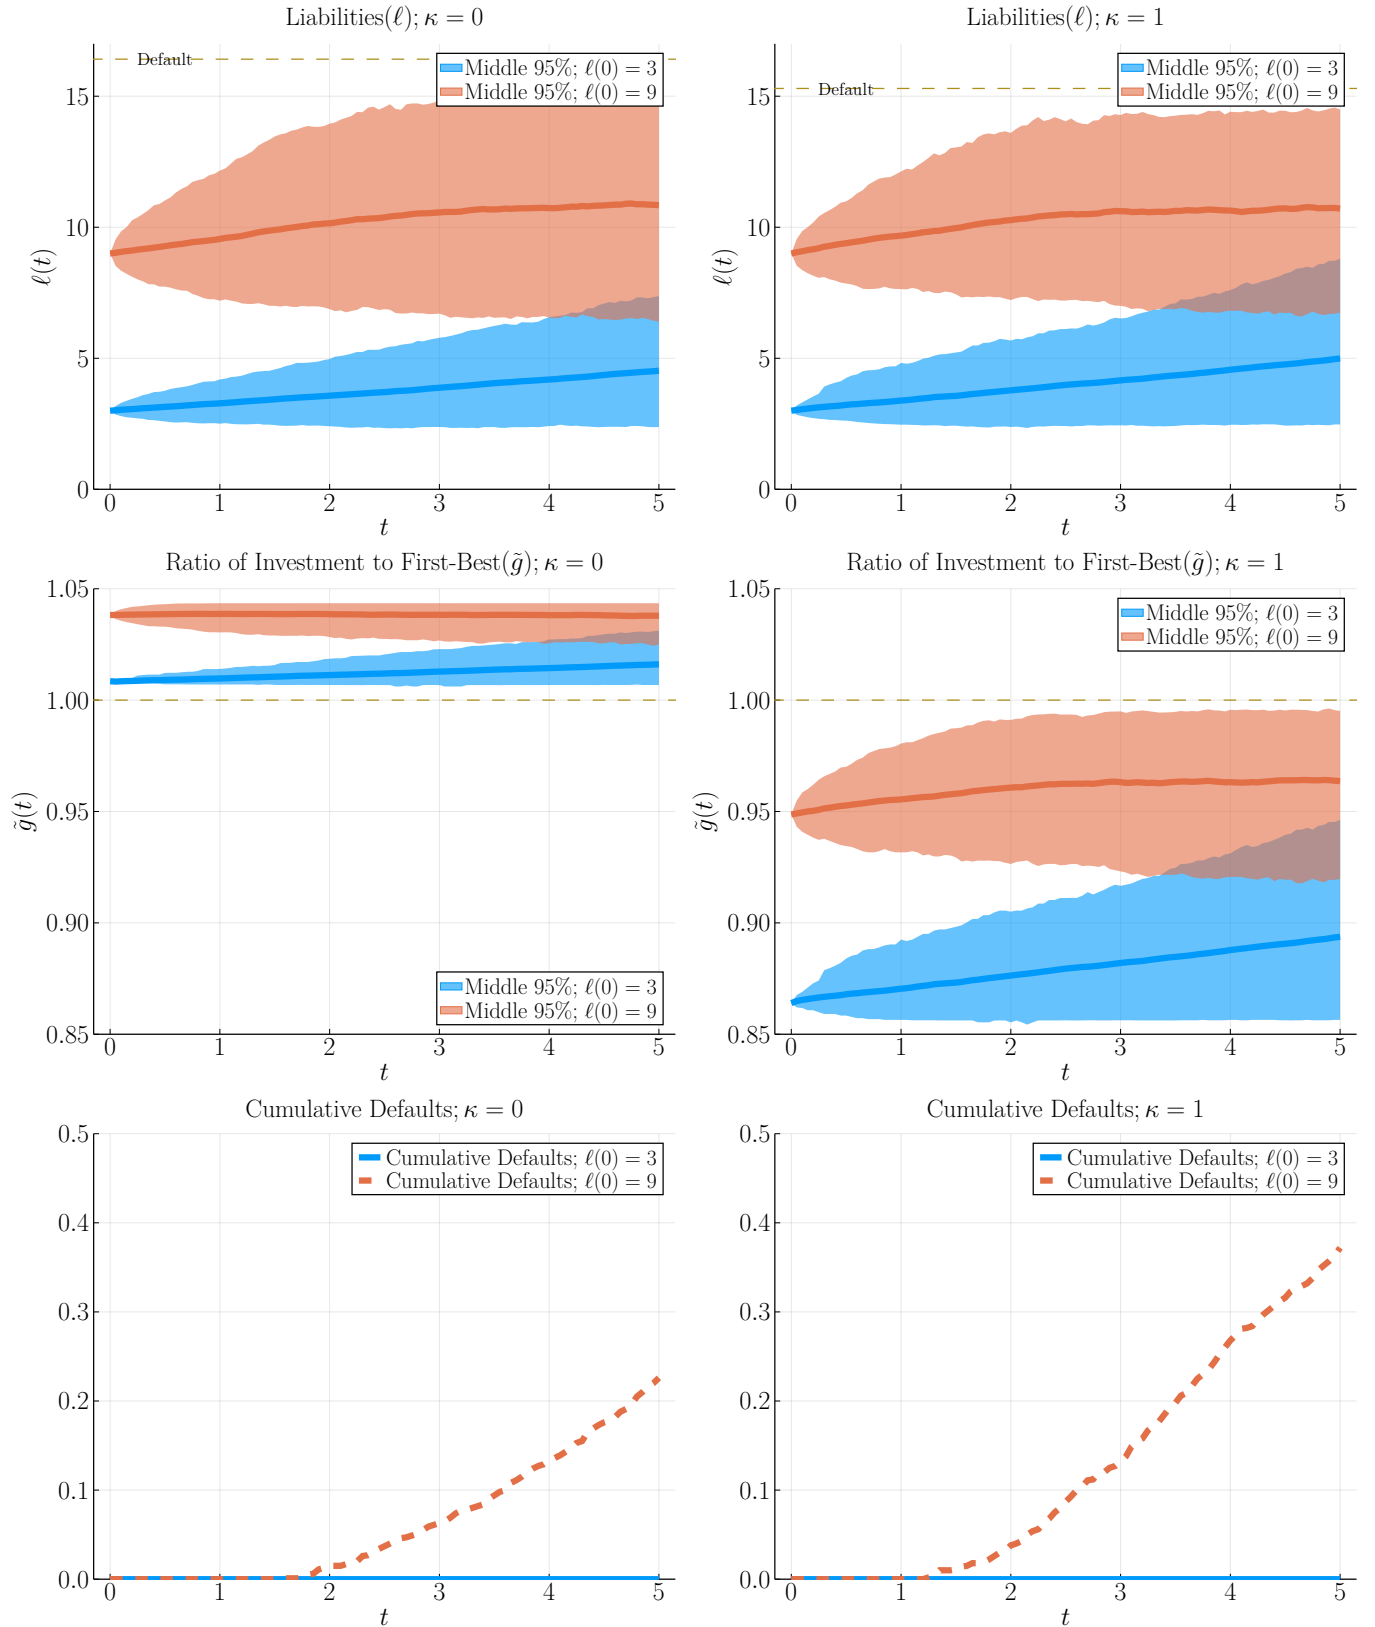 Liabilities(ℓ); κ = 0
Default
Middle 95%; ℓ(0) = 3
Middle 95%; ℓ(0) = 9
15
10
5
0
ℓ(t)
0 1 2 3 4 5
t
Liabilities(ℓ); κ = 1
Default
Middle 95%; ℓ(0) = 3
Middle 95%; ℓ(0) = 9
15
10
5
0
ℓ(t)
0 1 2 3 4 5
t
Ratio of Investment to First-Best(g̃); κ = 0
1.05
1.00
0.95
0.90
0.85
g̃(t)
Middle 95%; ℓ(0) = 3
Middle 95%; ℓ(0) = 9
0 1 2 3 4 5
t
Ratio of Investment to First-Best(g̃); κ = 1
Middle 95%; ℓ(0) = 3
Middle 95%; ℓ(0) = 9
1.05
1.00
0.95
0.90
0.85
g̃(t)
0 1 2 3 4 5
t
Cumulative Defaults; κ = 0
Cumulative Defaults; ℓ(0) = 3
Cumulative Defaults; ℓ(0) = 9
0.5
0.4
0.3
0.2
0.1
0.0
0 1 2 3 4 5
t
Cumulative Defaults; κ = 1
Cumulative Defaults; ℓ(0) = 3
Cumulative Defaults; ℓ(0) = 9
0.5
0.4
0.3
0.2
0.1
0.0
0 1 2 3 4 5
t